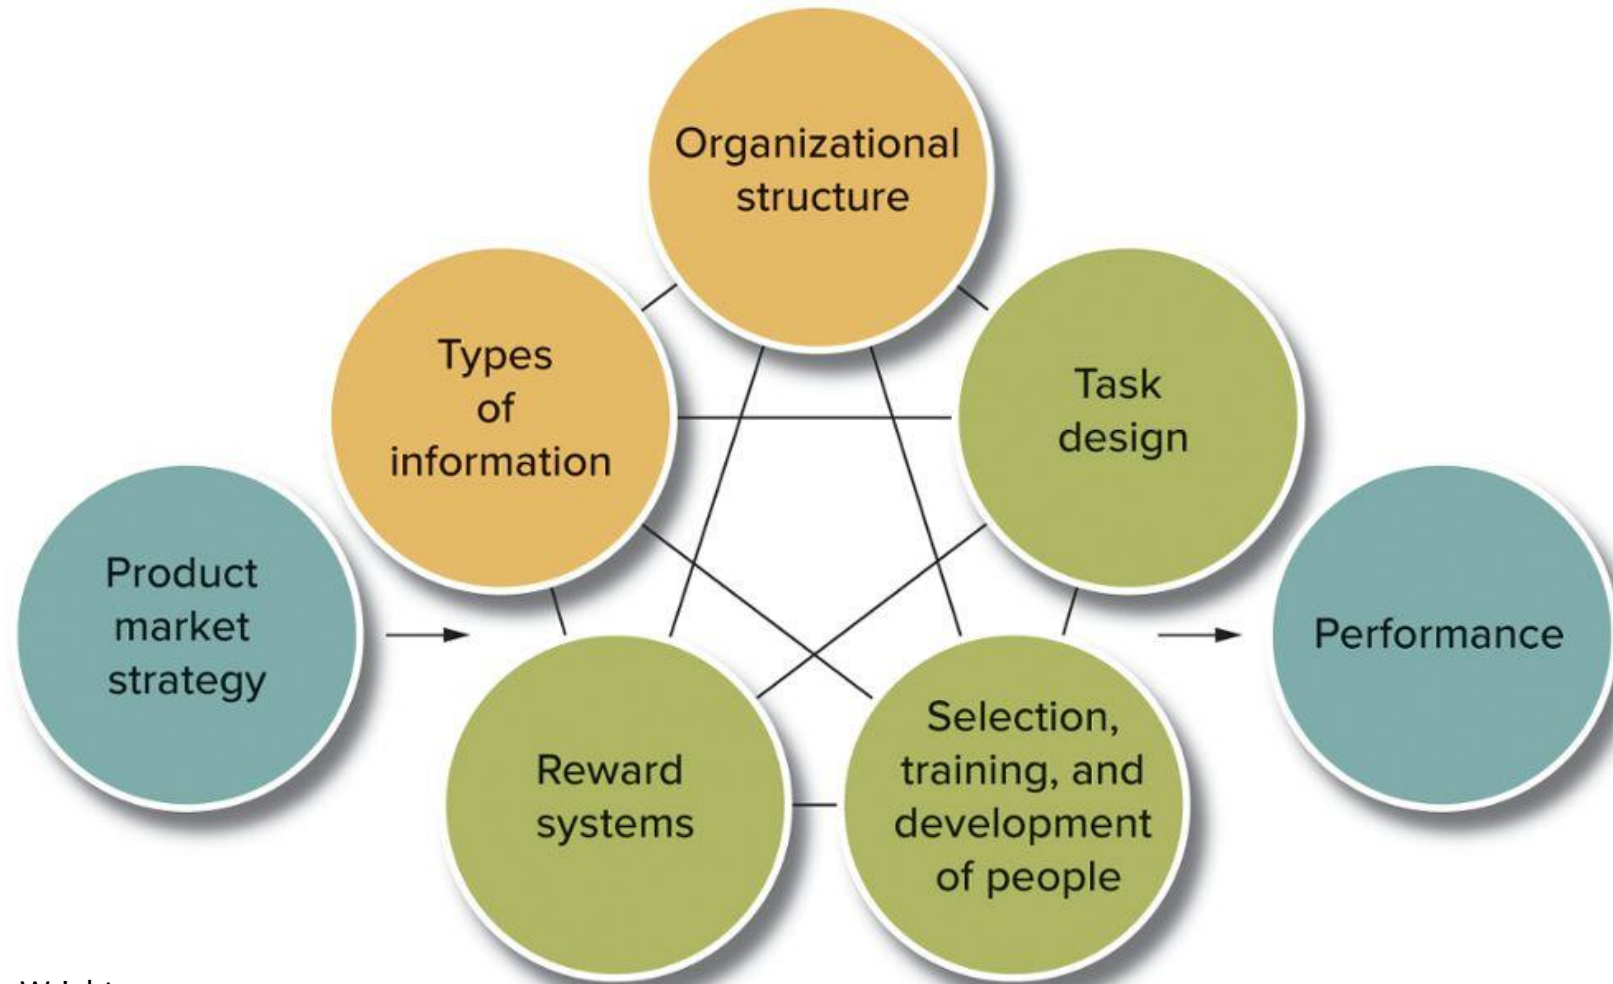 Organizational
structure
Types
of
information
Task
design
Product
market
strategy
Performance
Reward
systems
Selection,
training, and
development
of people